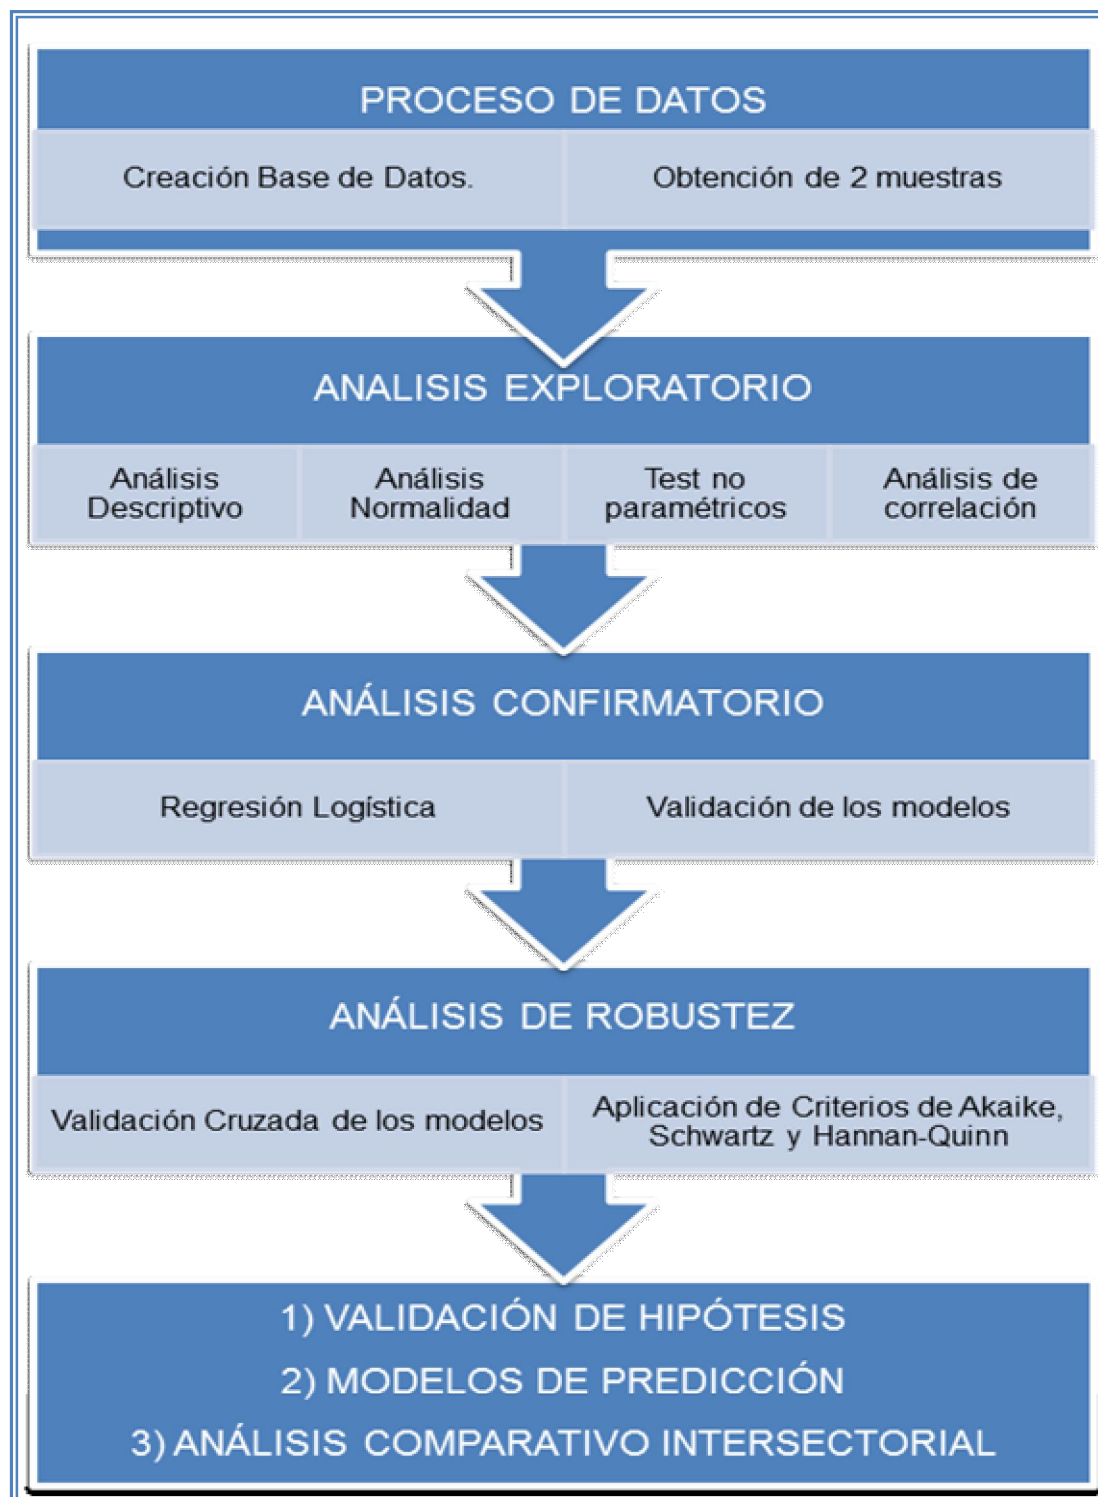 PROCESO DE DATOS
Creación Base de Datos.
Obtención de 2 muestras
ANALISIS EXPLORATORIO
Análisis
Descriptivo
Análisis
Normalidad
Test no
paramétricos
Análisis de
correlación
ANÁLISIS CONFIRMATORIO
Regresión Logística
Validación de los modelos
ANÁLISIS DE ROBUSTEZ
Validación Cruzada de los modelos
Aplicación de Criterios de Akaike,
Schwartz y Hannan-Quinn
1) VALIDACIÓN DE HIPÓTESIS
2) MODELOS DE PREDICCIÓN
3) ANÁLISIS COMPARATIVO INTERSECTORIAL